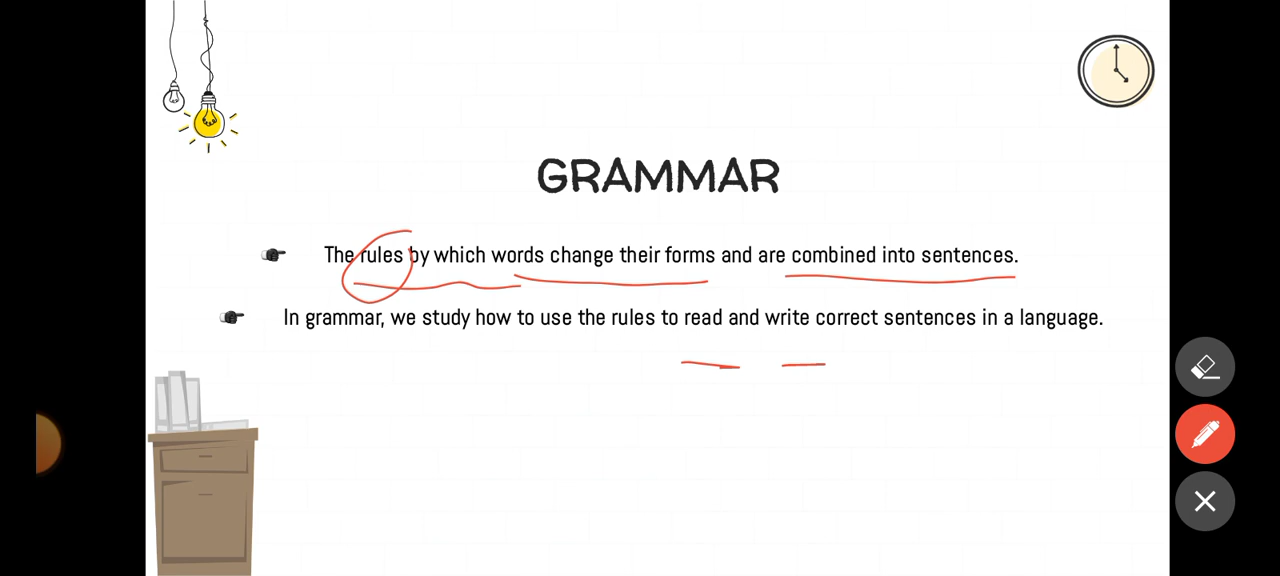 GRAMMAR
The rules by which words change their forms and are combined into sentences.
In grammar, we study how to use the rules to read and write correct sentences in a language.